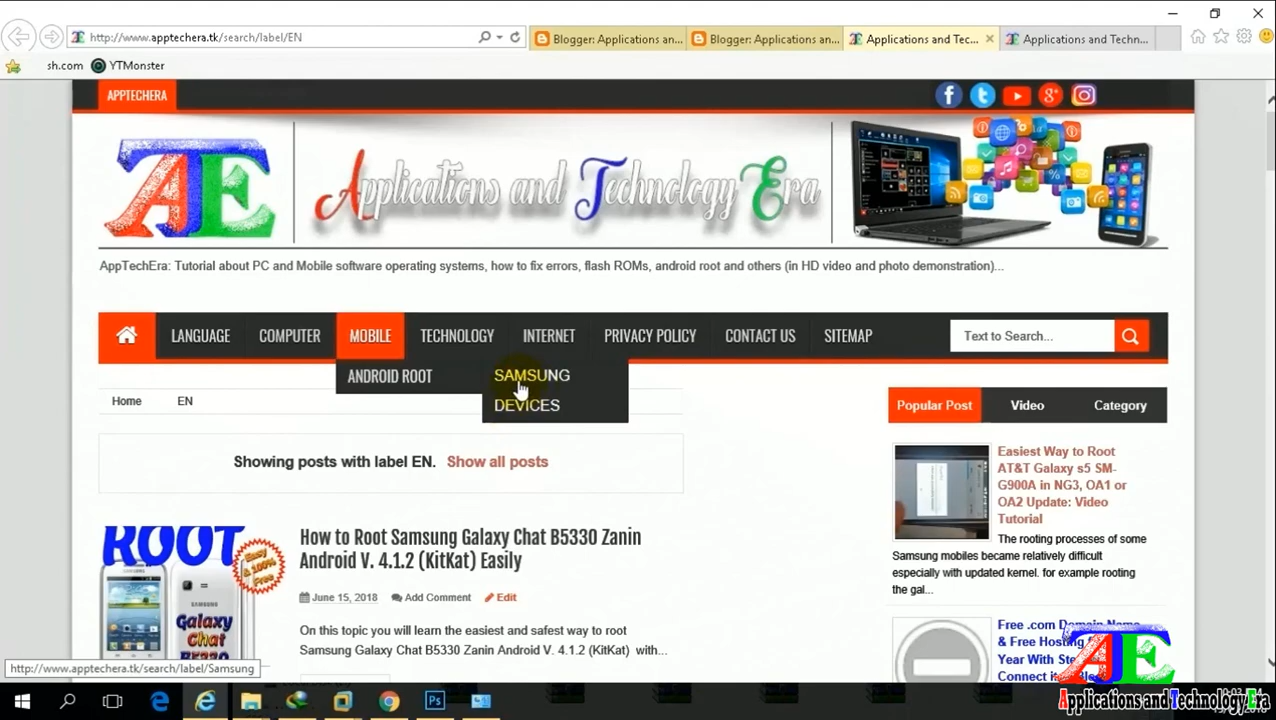 http://www.apptechera.tk/search/label/EN
Blogger: Applications an...
Blogger: Applications an...
Applications and Tec...
Applications and Techn...
sh.com
YTMonster
APPTECHERA
AE
Applications and Technology Era
AppTechEra: Tutorial about PC and Mobile software operating systems, how to fix errors, flash ROMs, android root and others (in HD video and photo demonstration)...
LANGUAGE COMPUTER MOBILE TECHNOLOGY INTERNET PRIVACY POLICY CONTACT US SITEMAP
Text to Search...
ANDROID ROOT
SAMSUNG
DEVICES
Home
EN
Popular Post Video Category
Showing posts with label EN. Show all posts
Easiest Way to Root
AT&T Galaxy s5 SM-
G900A in NG3, OA1 or
OA2 Update: Video
Tutorial
The rooting processes of some
Samsung mobiles became relatively difficult
especially with updated kernel. for example rooting
the gal...
ROOT
SAMSUNG
Galaxy
Chat
How to Root Samsung Galaxy Chat B5330 Zanin
Android V. 4.1.2 (KitKat) Easily
June 15, 2018 Add Comment Edit
On this topic you will learn the easiest and safest way to root
Samsung Galaxy Chat B5330 Zanin Android V. 4.1.2 (KitKat) with...
Free .com Domain Name
& Free Hosting
Year With Ste
Connect it
http://www.apptechera.tk/search/label/Samsung
Ps
AE
Applications and Technology Era